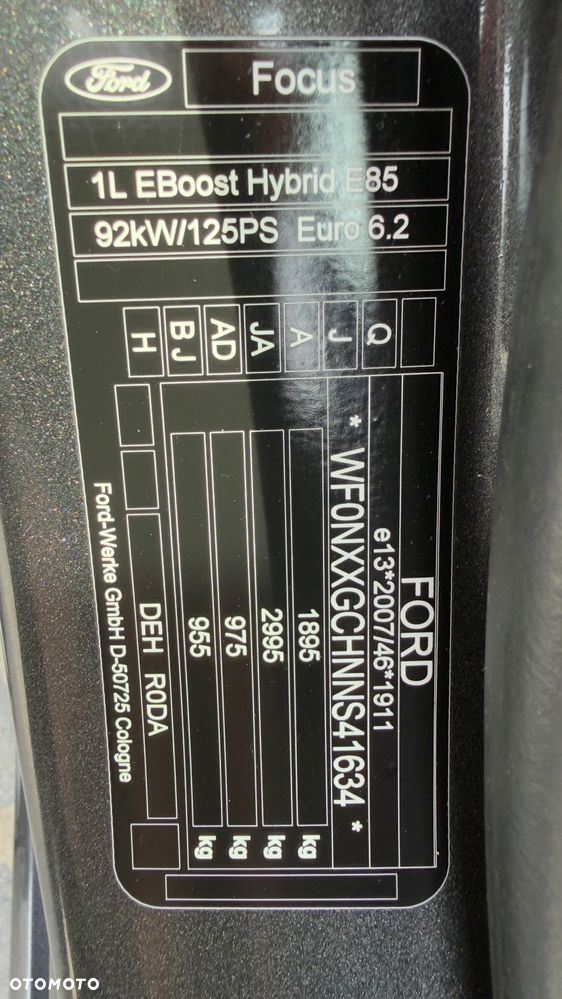 Ford
Focus
1L EBoost Hybrid E85
92kW/125PS Euro 6.2
Q
J
A
JA
AD
BJ
H
FORD
e13*2007/46*1911
* WF0NXXGCHNNS41634 *
1895 kg
2995 kg
975 kg
955 kg
DEH R0DA
Ford-Werke GmbH D-50725 Cologne
OTOMOTO